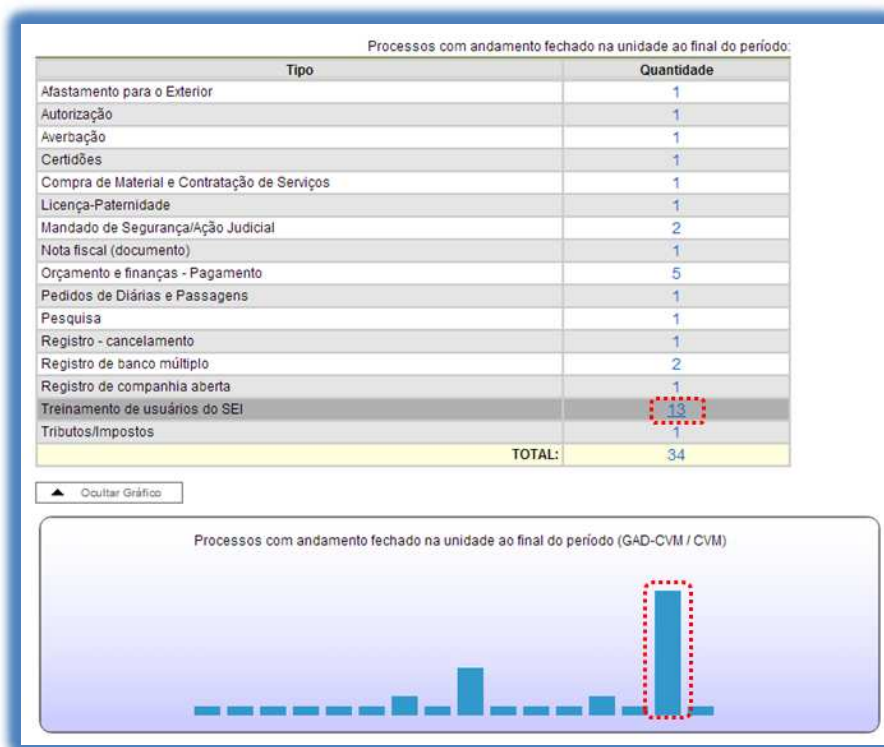 Processos com andamento fechado na unidade ao final do período:
Tipo Quantidade
Afastamento para o Exterior 1
Autorização 1
Averbação 1
Certidões 1
Compra de Material e Contratação de Serviços 1
Licença-Paternidade 1
Mandado de Segurança/Ação Judicial 2
Nota fiscal (documento) 1
Orçamento e finanças - Pagamento 5
Pedidos de Diárias e Passagens 1
Pesquisa 1
Registro - cancelamento 1
Registro de banco múltiplo 2
Registro de companhia aberta 1
Treinamento de usuários do SEI 13
Tributos/Impostos 1
TOTAL: 34
Ocultar Gráfico
Processos com andamento fechado na unidade ao final do período (GAD-CVM / CVM)